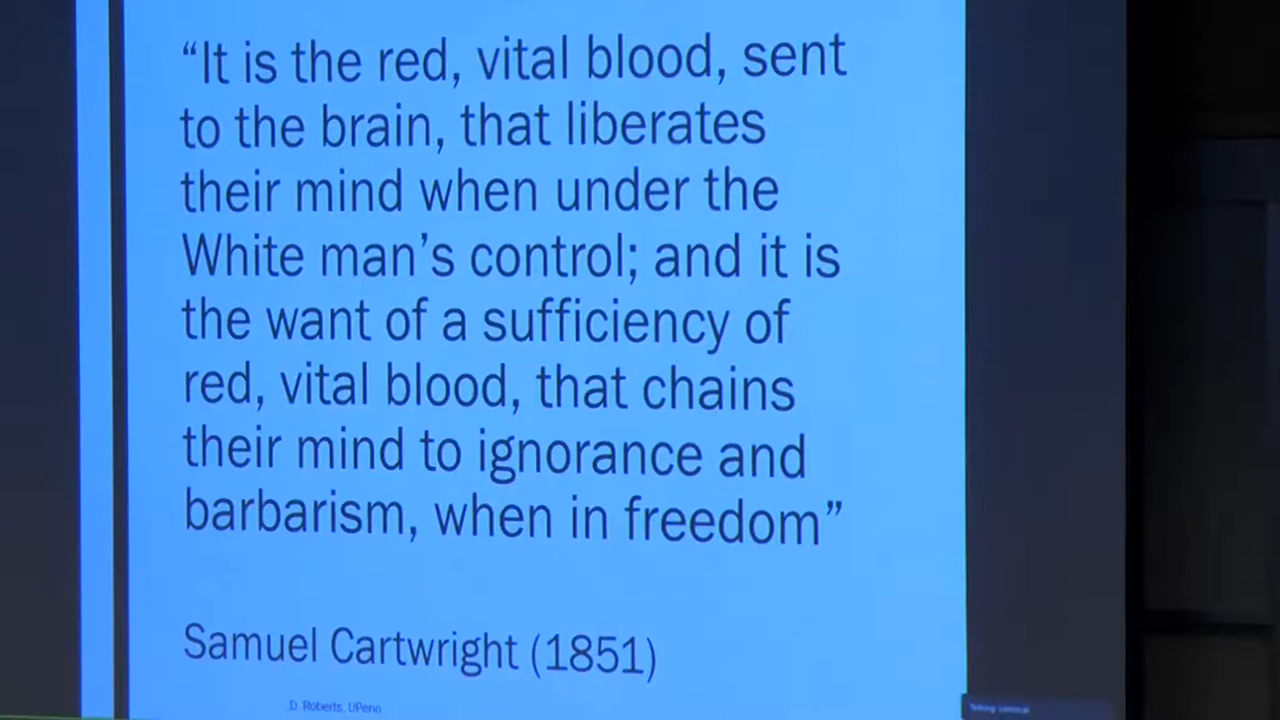 “It is the red, vital blood, sent
to the brain, that liberates
their mind when under the
White man’s control; and it is
the want of a sufficiency of
red, vital blood, that chains
their mind to ignorance and
barbarism, when in freedom”
Samuel Cartwright (1851)
D. Roberts, UPenn